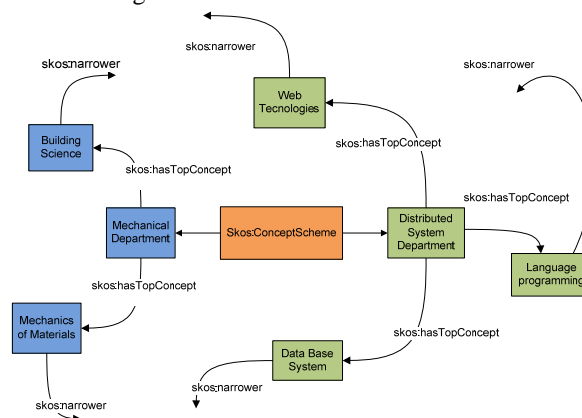 skos:narrower
skos:narrower
skos:narrower
Web
Tecnologies
Building
Science
skos:hasTopConcept
skos:hasTopConcept
skos:hasTopConcept
Mechanical
Department
Skos:ConceptScheme
Distributed
System
Department
Language
programming
skos:hasTopConcept
Mechanics
of Materials
skos:hasTopConcept
Data Base
System
skos:narrower
skos:narrower